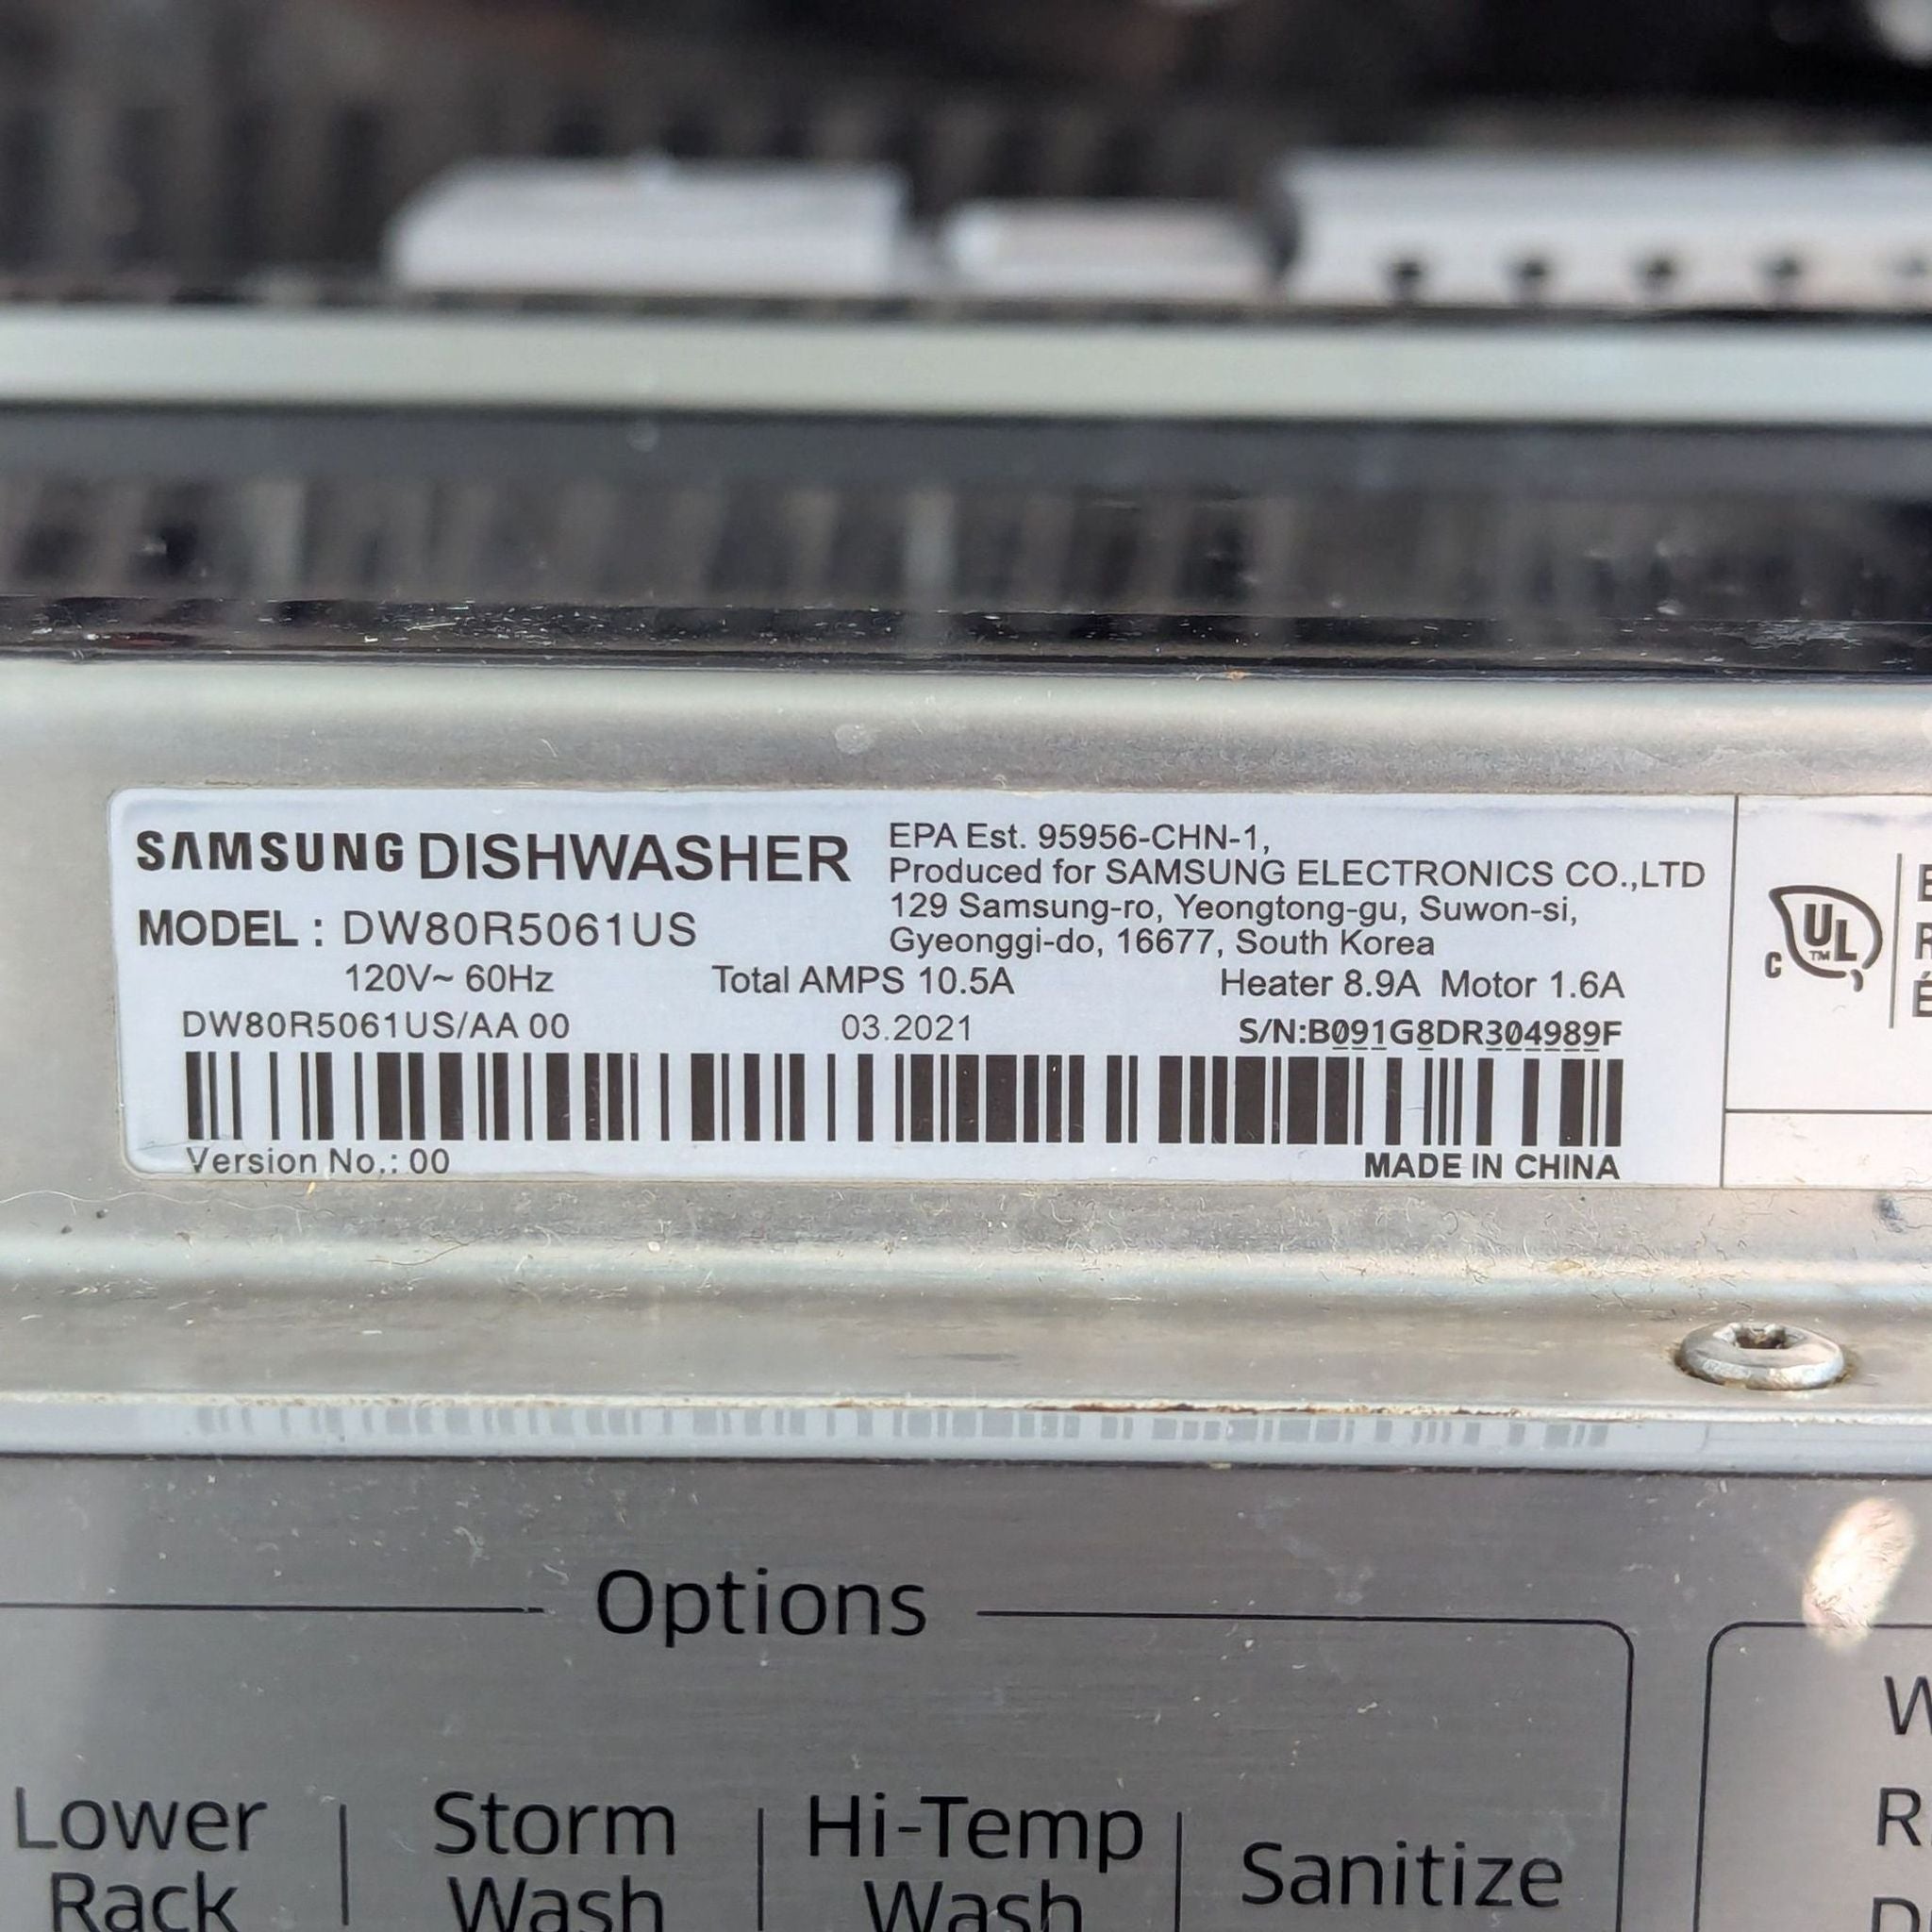 SAMSUNG DISHWASHER
MODEL : DW80R5061US
EPA Est. 95956-CHN-1,
Produced for SAMSUNG ELECTRONICS CO.,LTD
129 Samsung-ro, Yeongtong-gu, Suwon-si,
Gyeonggi-do, 16677, South Korea
120V~ 60Hz Total AMPS 10.5A Heater 8.9A Motor 1.6A
DW80R5061US/AA 00 03.2021 S/N:B091G8DR304989F
Version No.: 00 MADE IN CHINA
C UL TM
Options
Lower Rack
Storm Wash
Hi-Temp Wash
Sanitize